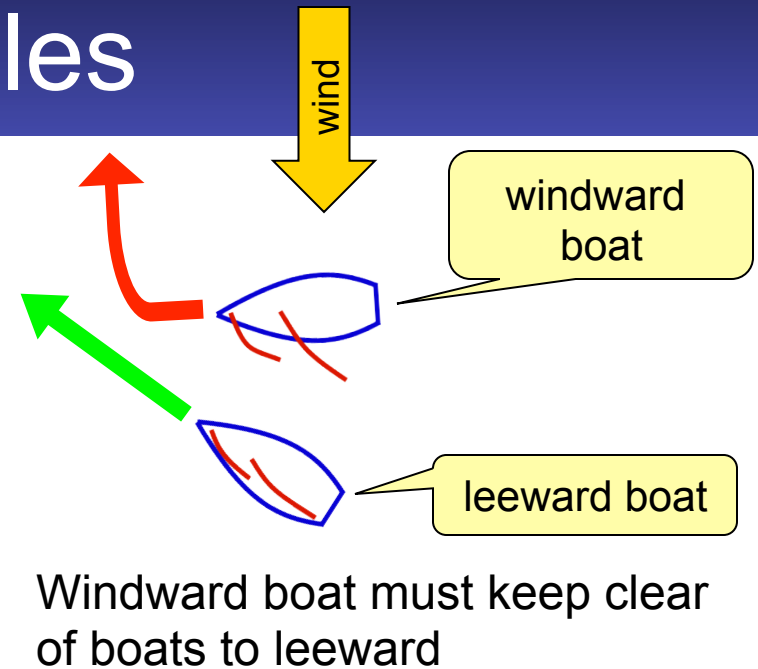 les
wind
windward
boat
leeward boat
Windward boat must keep clear
of boats to leeward